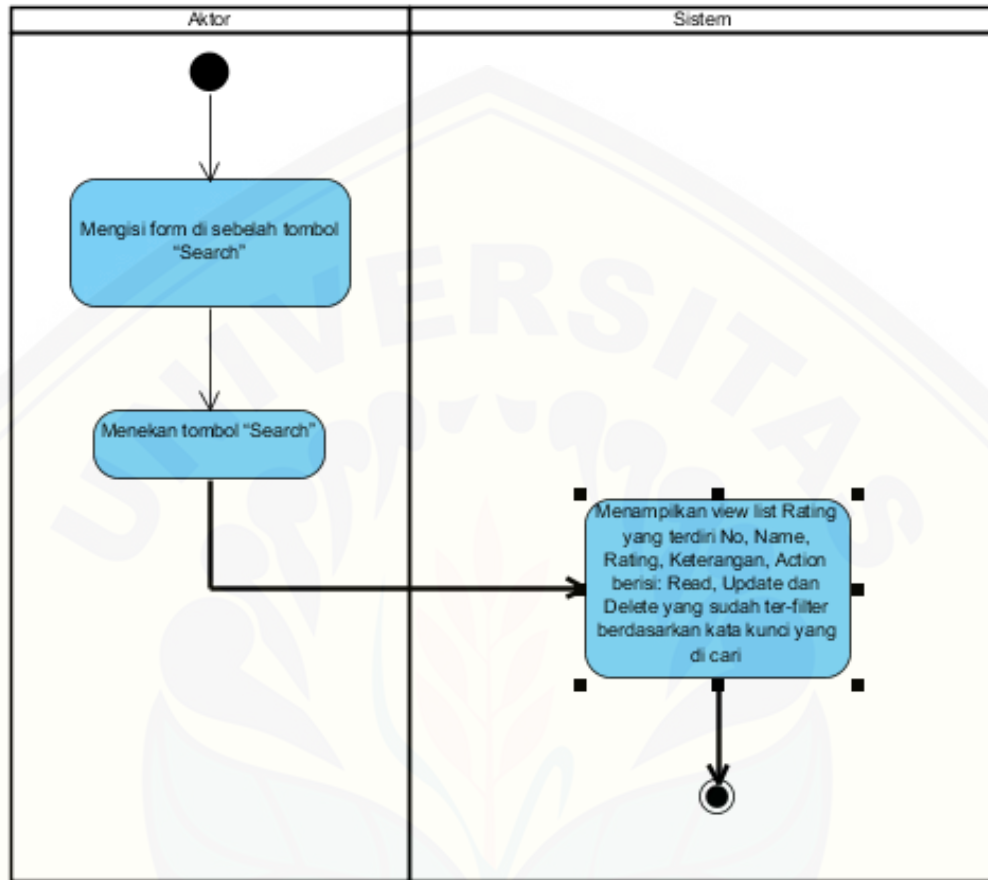 Aktor
Sistem
Mengisi form di sebelah tombol
“Search”
Menekan tombol “Search”
Menampilkan view list Rating
yang terdiri No, Name,
Rating, Keterangan, Action
berisi: Read, Update dan
Delete yang sudah ter-filter
berdasarkan kata kunci yang
di cari
UNIVERSITAS